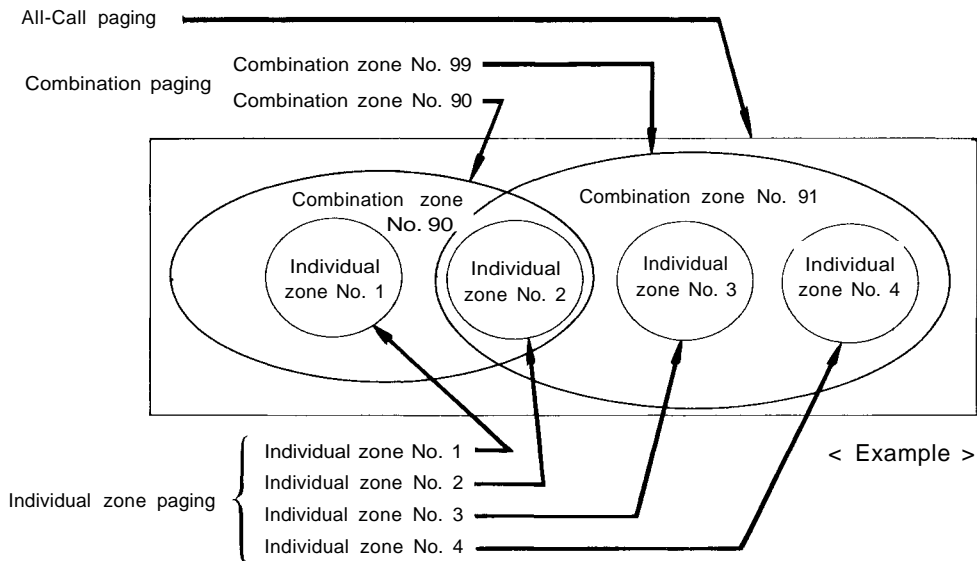 All-Call paging
Combination zone No. 99
Combination paging
Combination zone No. 90
Combination zone
No. 90
Combination zone No. 91
Individual
zone No. 1
Individual
zone No. 2
Individual
zone No. 3
Individual
zone No. 4
Individual zone paging
Individual zone No. 1
Individual zone No. 2
Individual zone No. 3
Individual zone No. 4
< Example >